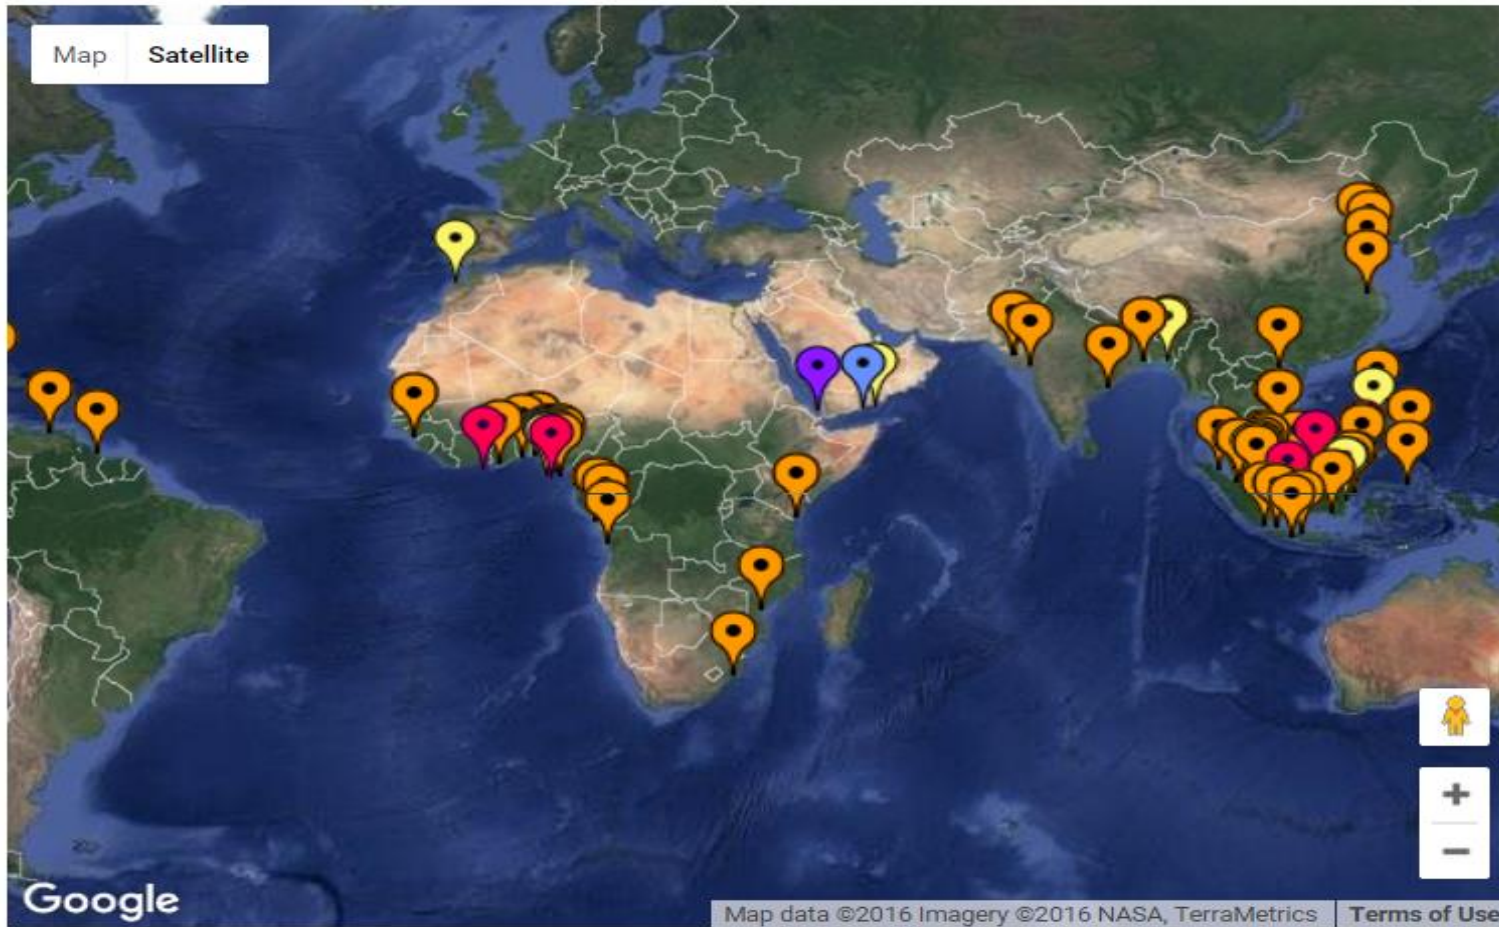 Map Satellite
+
−
Google
Map data ©2016 Imagery ©2016 NASA, TerraMetrics Terms of Use